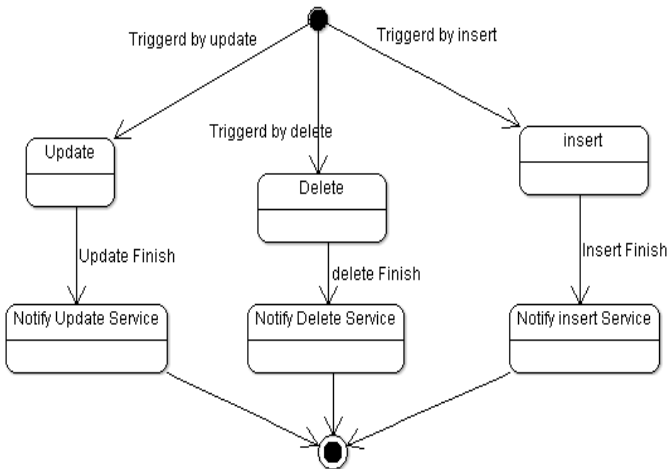 Triggerd by update
Triggerd by insert
Triggerd by delete
Update
insert
Delete
Update Finish
delete Finish
Insert Finish
Notify Update Service
Notify Delete Service
Notify insert Service